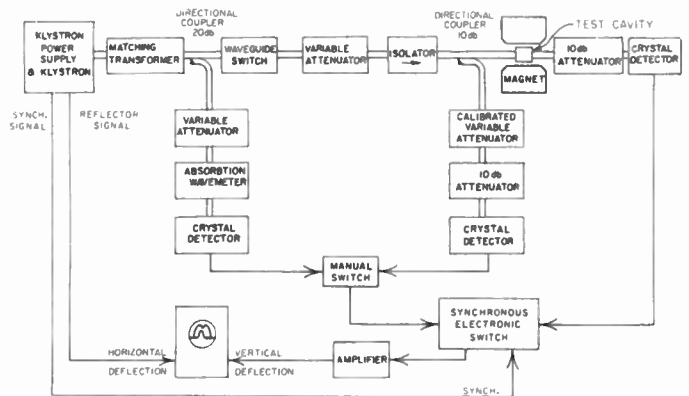 KLYSTRON
POWER
SUPPLY
& KLYSTRON
MATCHING
TRANSFORMER
DIRECTIONAL
COUPLER
20db
WAVEGUIDE
SWITCH
VARIABLE
ATTENUATOR
ISOLATOR
DIRECTIONAL
COUPLER
10db
TEST CAVITY
MAGNET
10db
ATTENUATOR
CRYSTAL
DETECTOR
SYNCH.
SIGNAL
REFLECTOR
SIGNAL
VARIABLE
ATTENUATOR
ABSORBTION
WAVEMETER
CRYSTAL
DETECTOR
CALIBRATED
VARIABLE
ATTENUATOR
10db
ATTENUATOR
CRYSTAL
DETECTOR
MANUAL
SWITCH
SYNCHRONOUS
ELECTRONIC
SWITCH
HORIZONTAL
DEFLECTION
VERTICAL
DEFLECTION
AMPLIFIER
SYNCH.